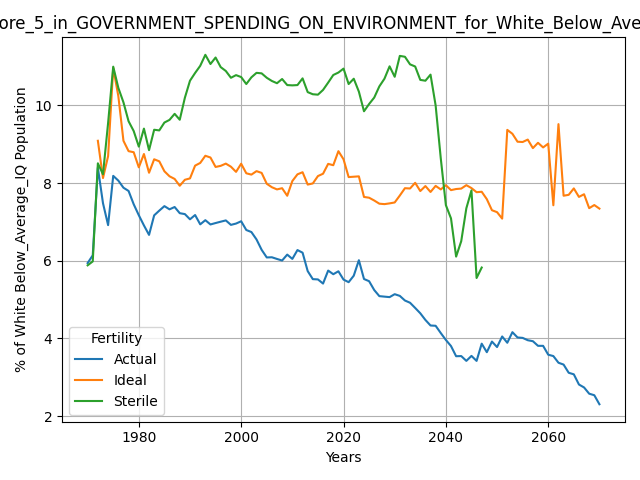 ore_5_in_GOVERNMENT_SPENDING_ON_ENVIRONMENT_for_White_Below_Ave
% of White Below_Average_IQ Population
10
8
6
4
2
Fertility
Actual
Ideal
Sterile
1980
2000
2020
2040
2060
Years